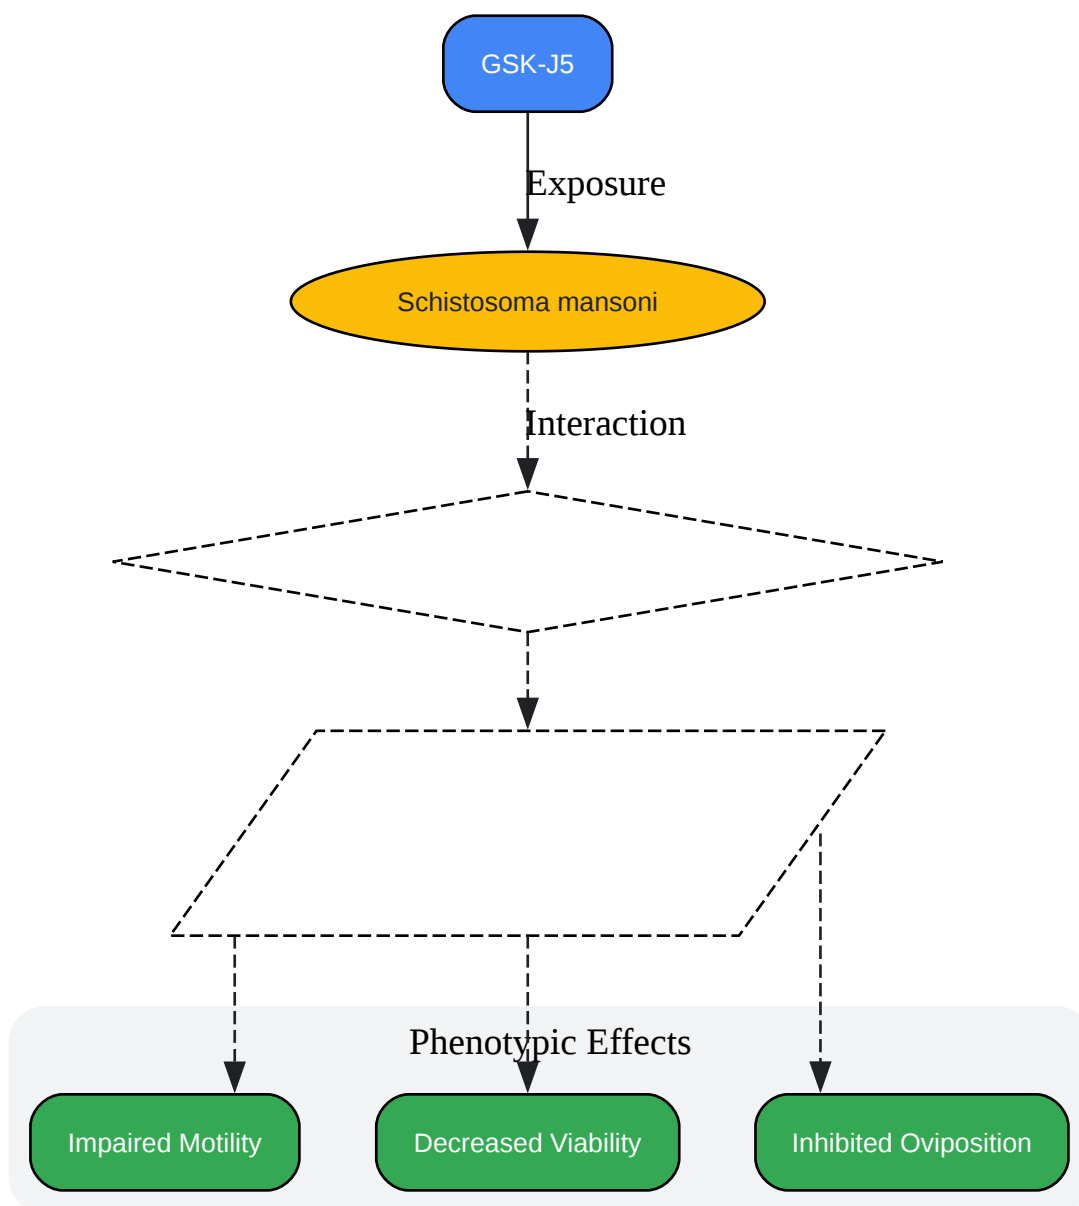 GSK-J5
Exposure
Schistosoma mansoni
Interaction
Phenotypic Effects
Impaired Motility
Decreased Viability
Inhibited Oviposition